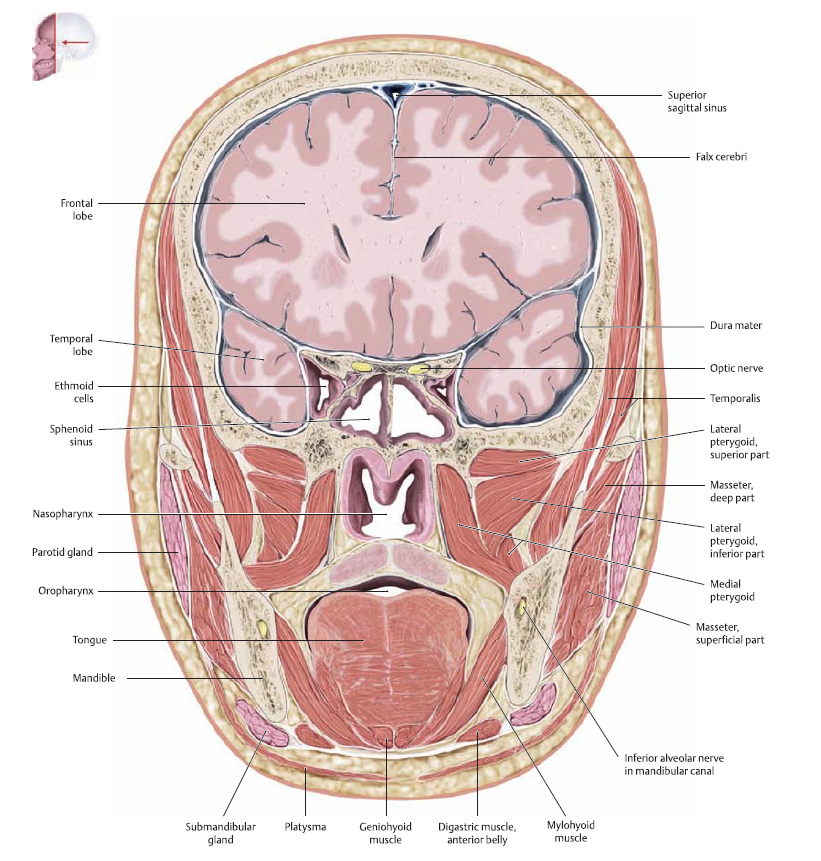 Superior
sagittal sinus
Falx cerebri
Frontal
lobe
Dura mater
Temporal
lobe
Optic nerve
Ethmoid
cells
Temporalis
Sphenoid
sinus
Lateral
pterygoid,
superior part
Masseter,
deep part
Nasopharynx
Lateral
pterygoid,
inferior part
Parotid gland
Medial
pterygoid
Oropharynx
Masseter,
superficial part
Tongue
Mandible
Inferior alveolar nerve
in mandibular canal
Submandibular
gland
Platysma
Geniohyoid
muscle
Digastric muscle,
anterior belly
Mylohyoid
muscle